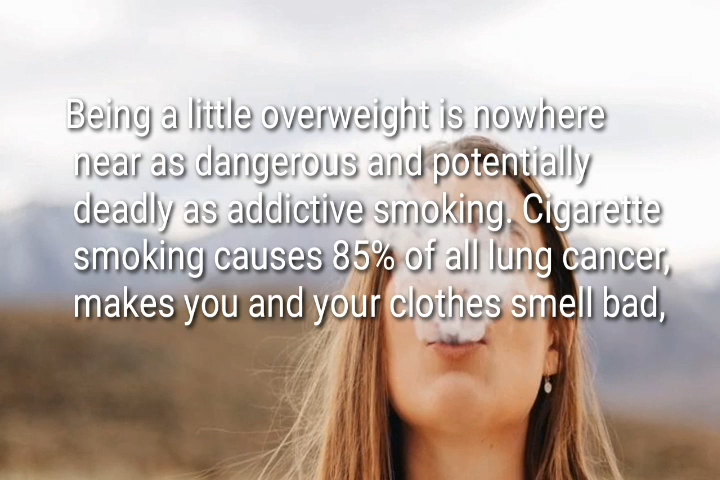 Being a little overweight is nowhere
near as dangerous and potentially
deadly as addictive smoking. Cigarette
smoking causes 85% of all lung cancer,
makes you and your clothes smell bad,